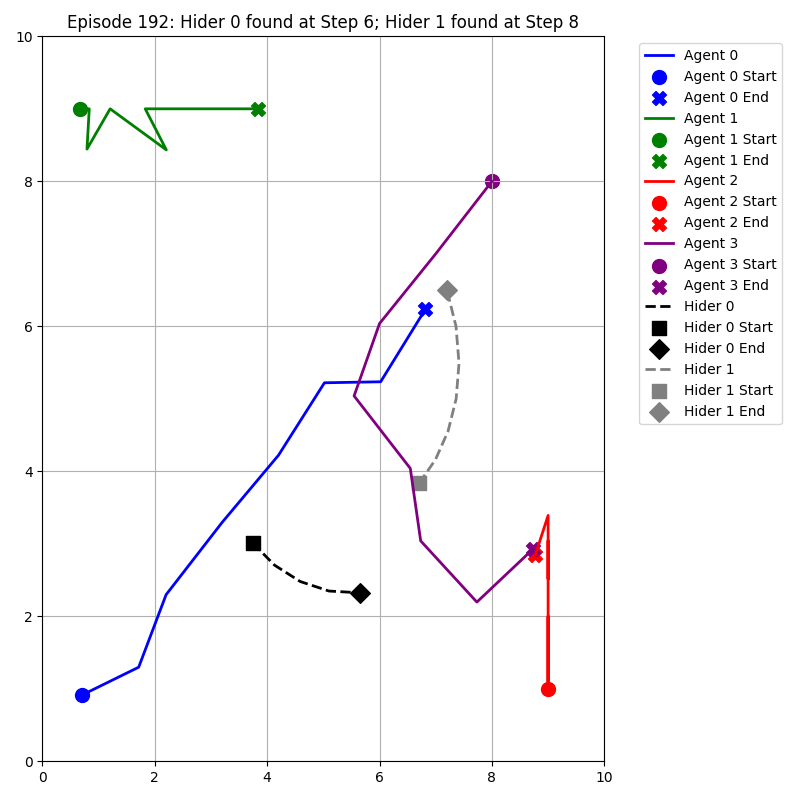 Episode 192: Hider 0 found at Step 6; Hider 1 found at Step 8
10
8
6
4
2
0
0
2
4
6
8
10
Agent 0
Agent 0 Start
Agent 0 End
Agent 1
Agent 1 Start
Agent 1 End
Agent 2
Agent 2 Start
Agent 2 End
Agent 3
Agent 3 Start
Agent 3 End
Hider 0
Hider 0 Start
Hider 0 End
Hider 1
Hider 1 Start
Hider 1 End